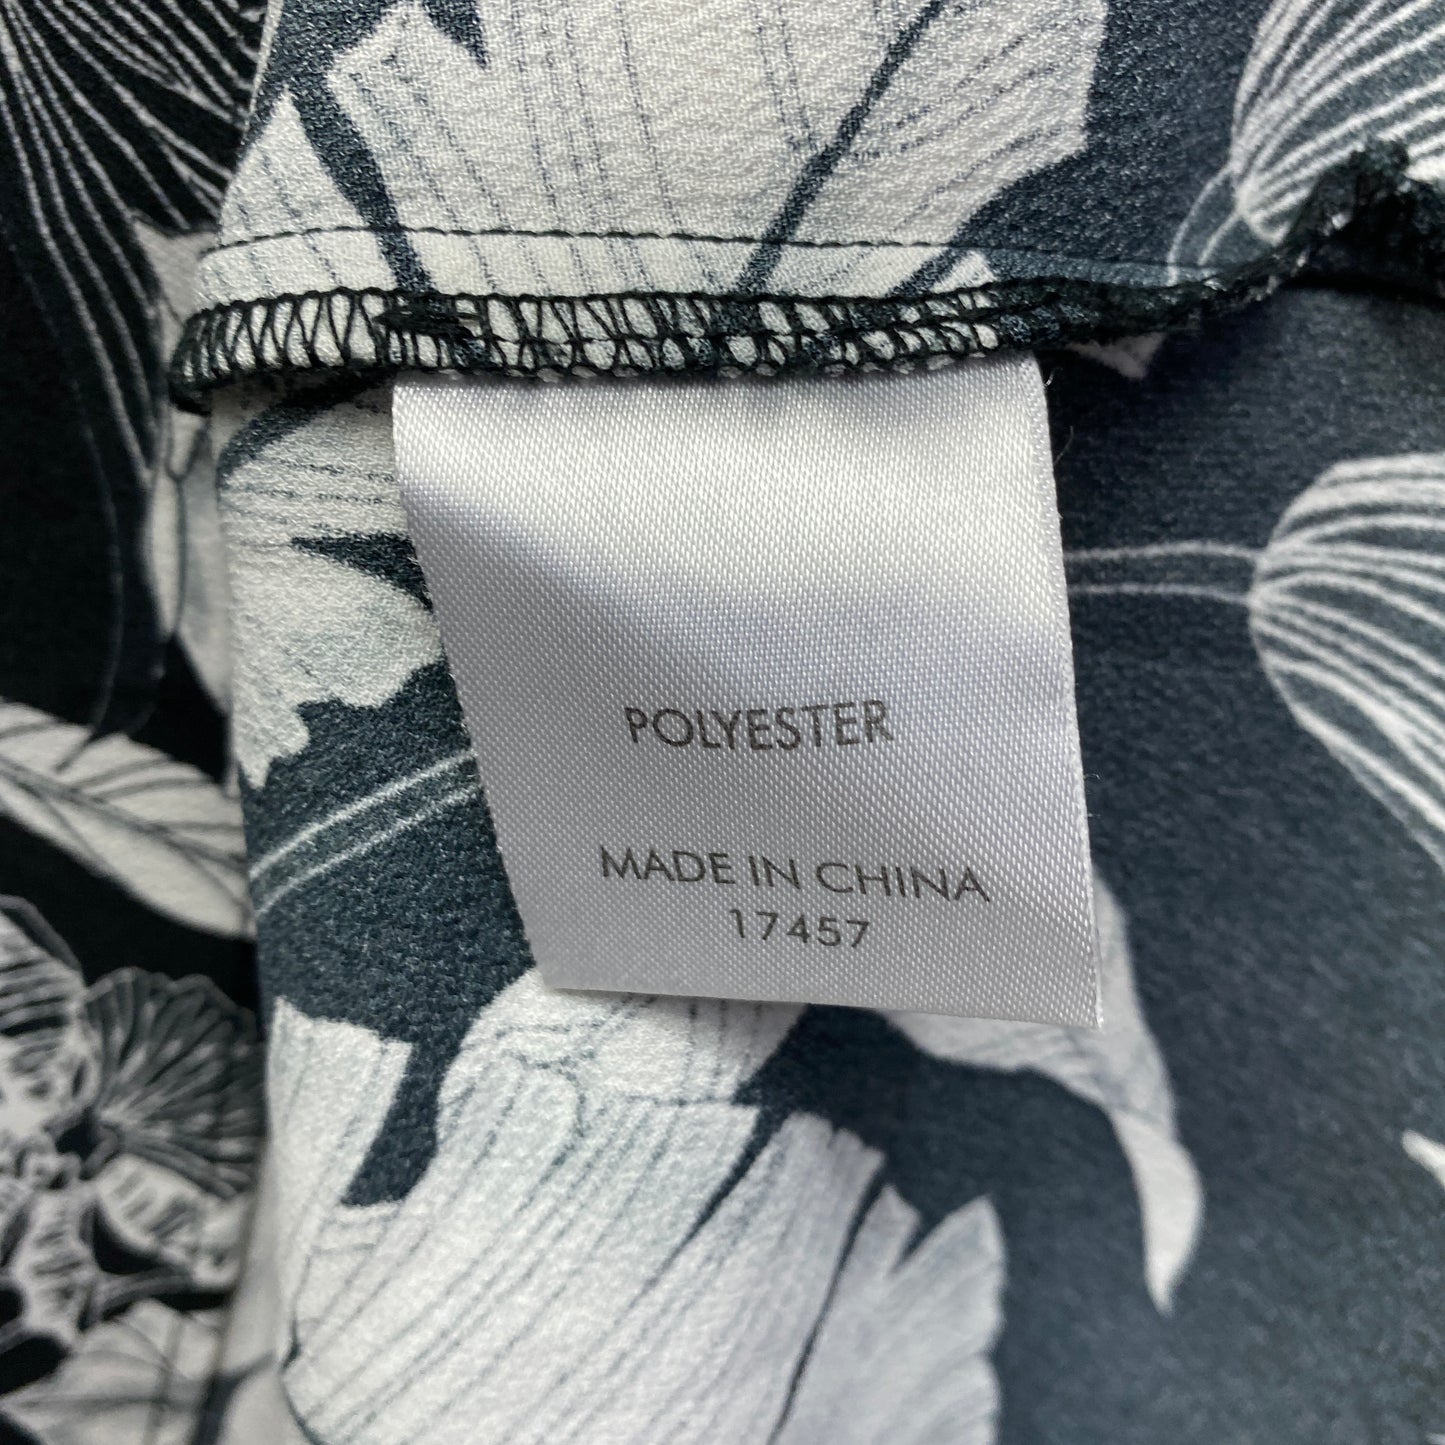 POLYESTER
MADE IN CHINA
17457